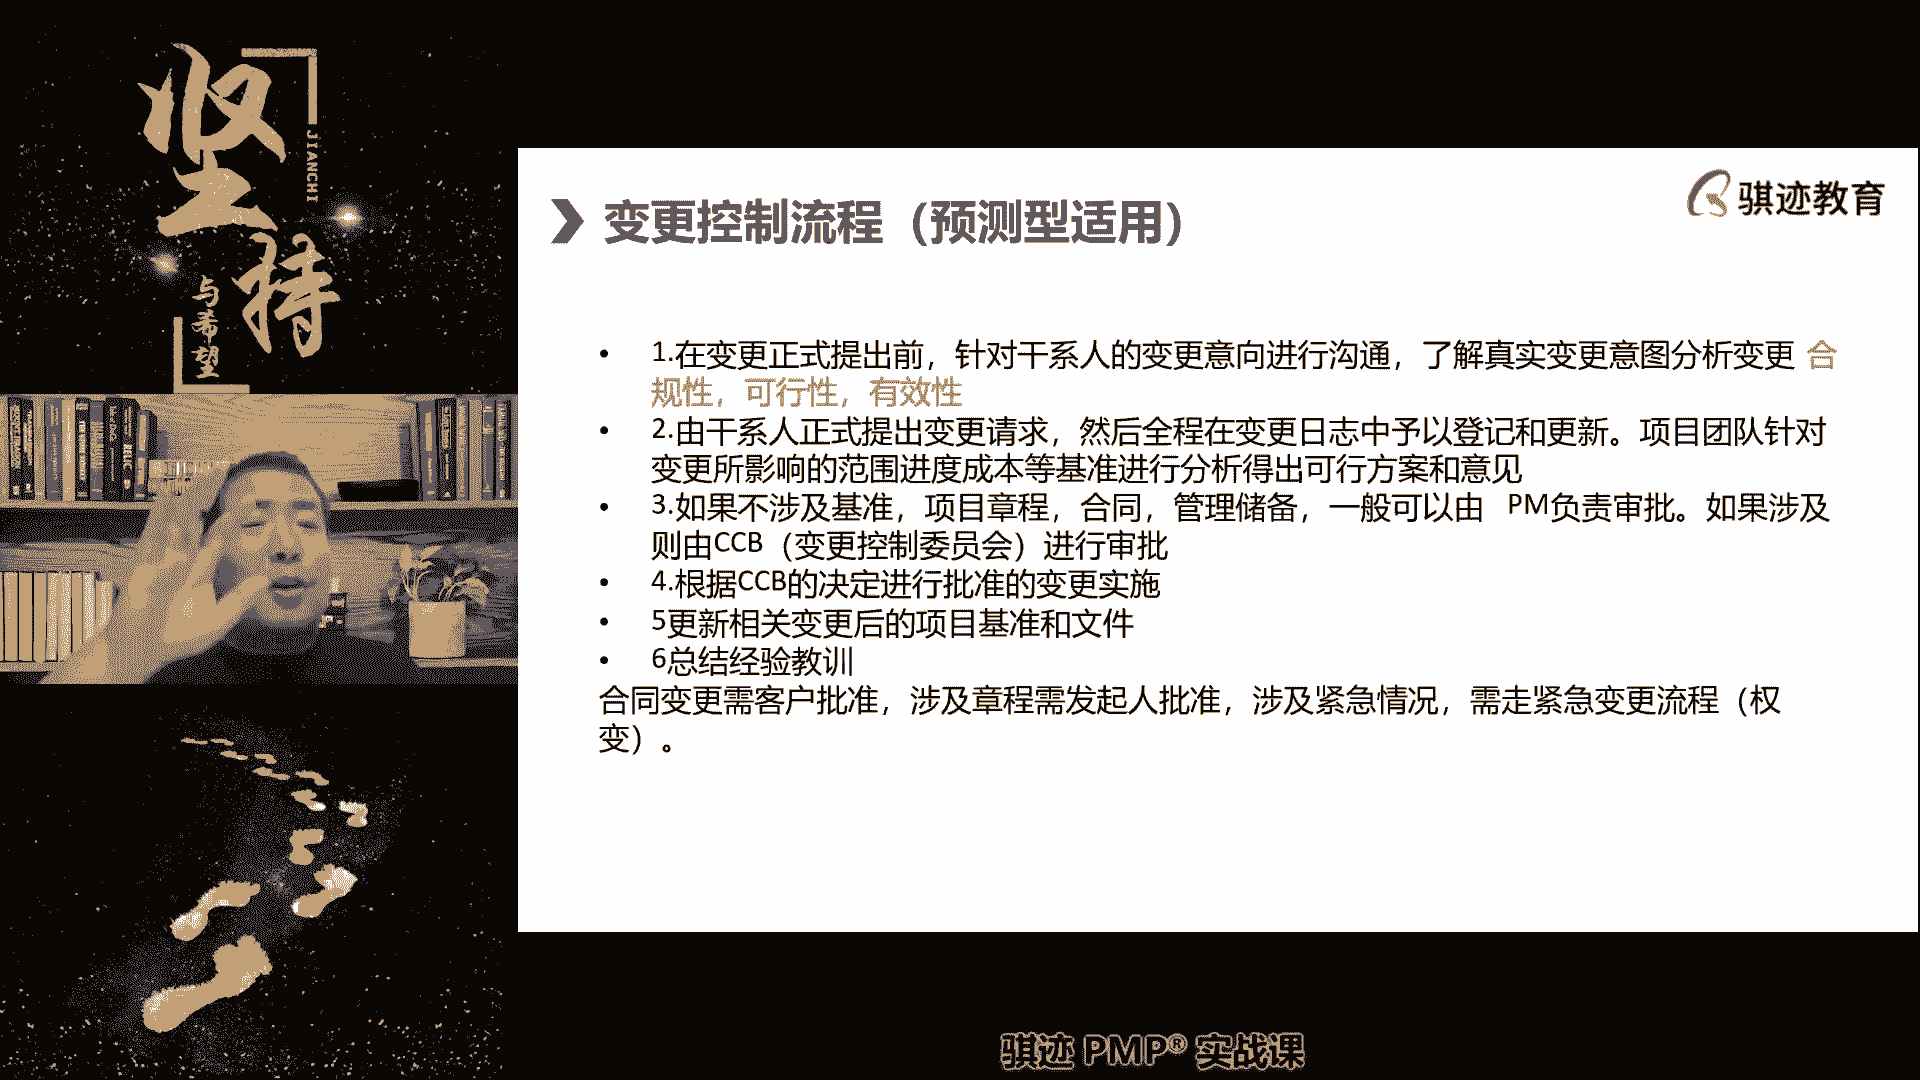 坚持
JIANCHI
与希望
骐迹教育
变更控制流程（预测型适用）
• 1.在变更正式提出前，针对干系人的变更意向进行沟通，了解真实变更意图分析变更 合
规性，可行性，有效性
• 2.由干系人正式提出变更请求，然后全程在变更日志中予以登记和更新。项目团队针对
变更所影响的范围进度成本等基准进行分析得出可行方案和意见
• 3.如果不涉及基准，项目章程，合同，管理储备，一般可以由 PM负责审批。如果涉及
则由CCB（变更控制委员会）进行审批
• 4.根据CCB的决定进行批准的变更实施
• 5更新相关变更后的项目基准和文件
• 6总结经验教训
合同变更需客户批准，涉及章程需发起人批准，涉及紧急情况，需走紧急变更流程（权
变）。
骐迹 PMP® 实战课